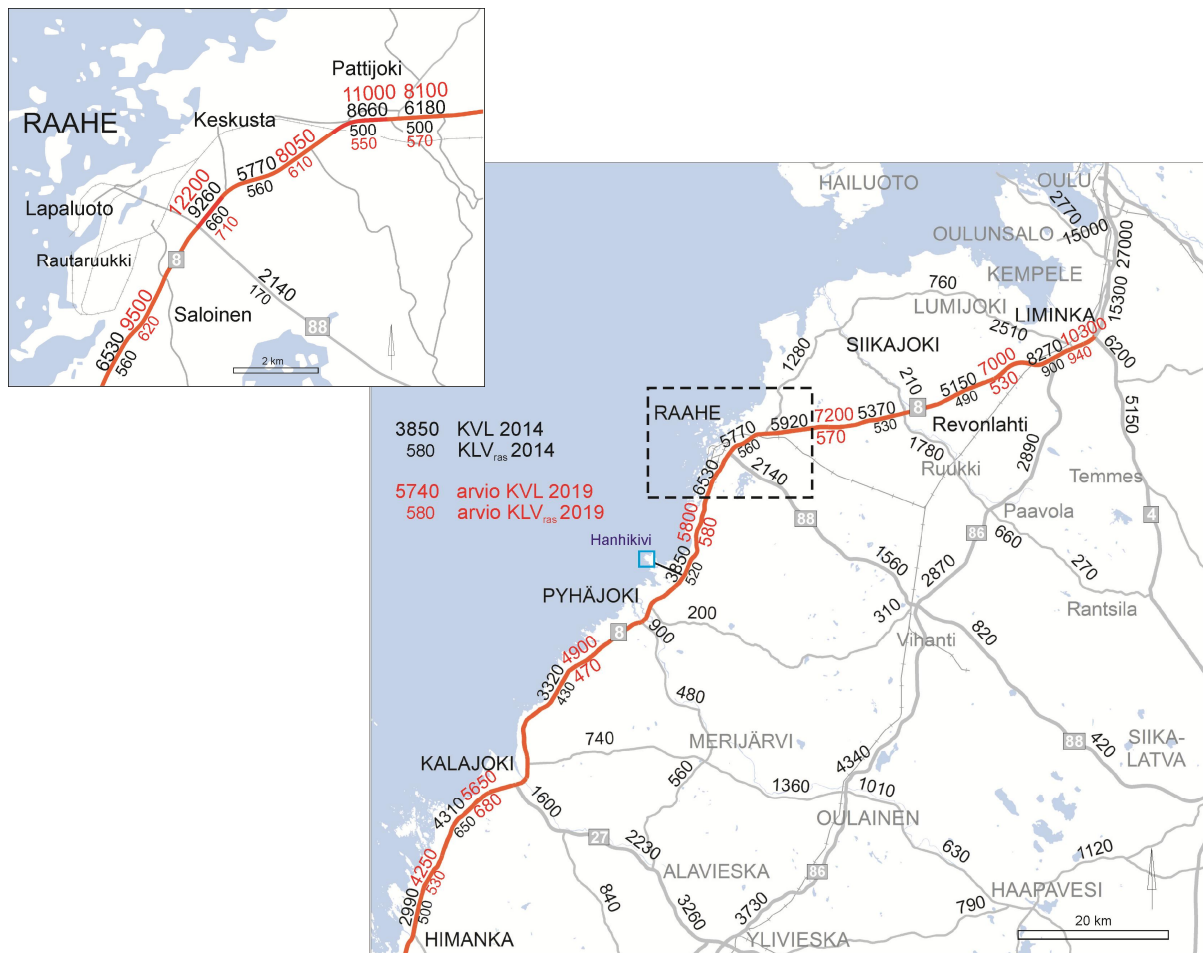 Pattijoki
11000 8100
8660 6180
500 500
550 570
RAAHE
Keskusta
5770 8050
560 610
12200
9260
660
710
Lapaluoto
Rautaruukki
8
2140
170
9500
620
Saloinen
88
6530
560
2 km
HAILUOTO
OULU
2770
OULUNSALO
15000
27000
KEMPELE
760
LUMIJOKI
15300
LIMINKA
2510
10300
8270
900 940
6200
1280
SIIKAJOKI
210
7000
5150
530
490
5150
RAAHE
7200
5920 5370
570
530
8
Revonlahti
5770
560
3850 KVL 2014
580 KLVras 2014
5740 arvio KVL 2019
580 arvio KLVras 2019
6530
2140
1780
Ruukki
2890
Temmes
88
Paavola
4
5800
580
86
660
Hanhikivi
3850
520
1560
2870
270
PYHÄJOKI
200
310
Rantsila
8
900
Vihanti
820
4900
470
3320
430
480
740
MERIJÄRVI
88
420
SIIKA-
LATVA
KALAJOKI
4340
560
5650
680
4310
650
1360
1010
1600
OULAINEN
27
2230
630
1120
4250
530
2990
500
ALAVIESKA
86
840
HAAPAVESI
3260
3730
790
20 km
HIMANKA
YLIVIESKA